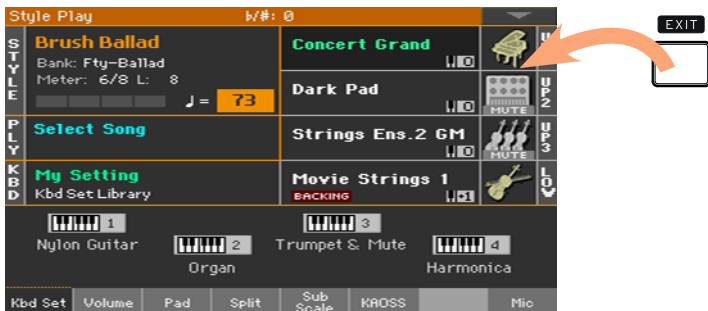 Style Play ♭/#: 0
EXIT
STYLE
Brush Ballad
Bank: Fty-Ballad
Meter: 6/8 L: 8
♩= 73
Concert Grand
0
Dark Pad
0
MUTE
UP2
PLY
Select Song
Strings Ens.2 GM
0
MUTE
UP3
KBD
My Setting
Kbd Set Library
Movie Strings 1
BACKING
LOW
1
Nylon Guitar
2
Organ
3
Trumpet & Mute
4
Harmonica
Kbd Set Volume Pad Split Sub Scale KAOSS Mic